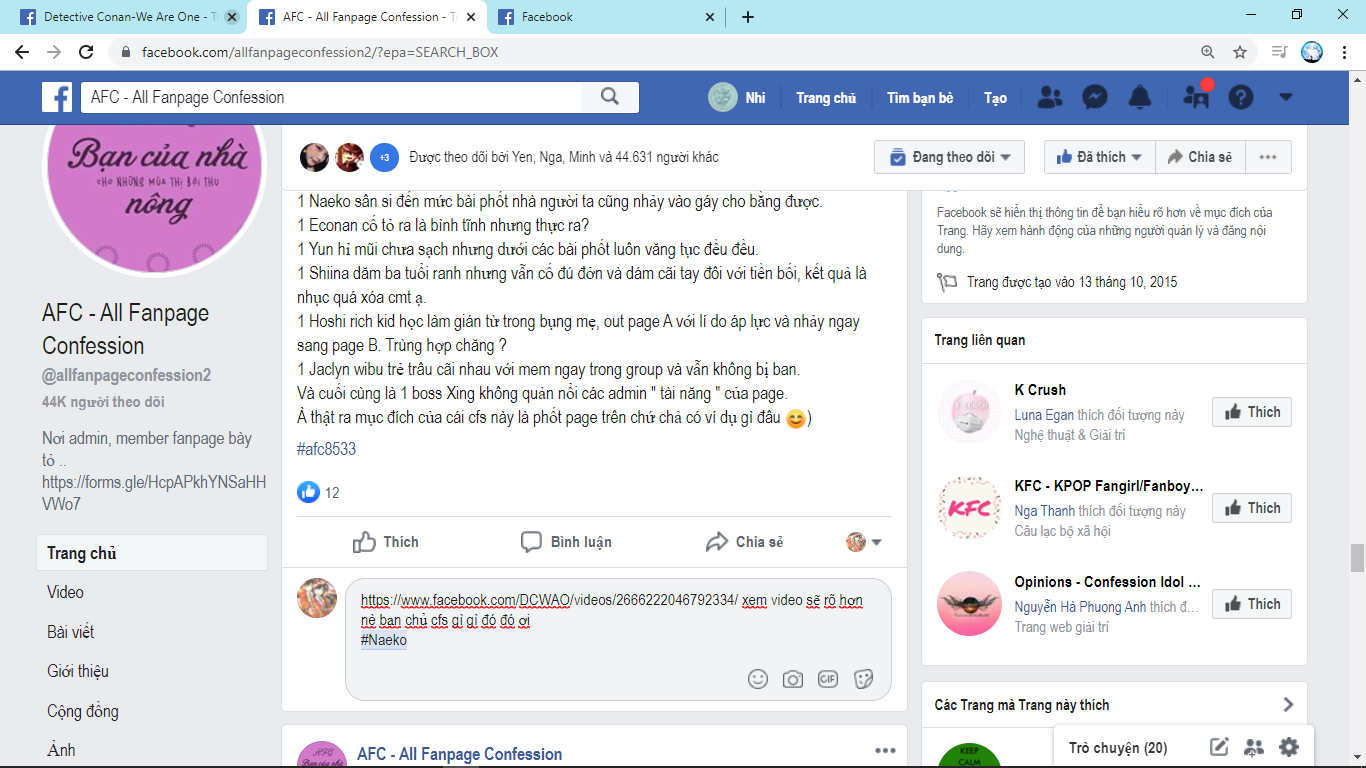 Detective Conan-We Are One - Tr
AFC - All Fanpage Confession - Tr
Facebook
facebook.com/allfanpageconfession2/?epa=SEARCH_BOX
AFC - All Fanpage Confession
Nhi
Trang chủ
Tìm bạn bè
Tạo
Bạn của nhà
CHO NHỮNG MÙA THI BỘI THU
nông
AFC - All Fanpage
Confession
@allfanpageconfession2
44K người theo dõi
Nơi admin, member fanpage bày
tỏ ..
https://forms.gle/HcpAPkhYNSaHH
VWo7
Trang chủ
Video
Bài viết
Giới thiệu
Cộng đồng
Ảnh
+3
Được theo dõi bởi Yen, Nga, Minh và 44.631 người khác
Đang theo dõi
Đã thích
Chia sẻ
1 Naeko sân si đến mức bài phốt nhà người ta cũng nhảy vào gáy cho bằng được.
1 Econan cố tỏ ra là bình tĩnh nhưng thực ra?
1 Yun hỉ mũi chưa sạch nhưng dưới các bài phốt luôn văng tục đều đều.
1 Shiina dăm ba tuổi ranh nhưng vẫn cố đú đởn và dám cãi tay đôi với tiền bối, kết quả là
nhục quá xóa cmt ạ.
1 Hoshi rich kid học làm gián từ trong bụng mẹ, out page A với lí do áp lực và nhảy ngay
sang page B. Trùng hợp chăng ?
1 Jaclyn wibu trẻ trâu cãi nhau với mem ngay trong group và vẫn không bị ban.
Và cuối cùng là 1 boss Xing không quản nổi các admin " tài năng " của page.
À thật ra mục đích của cái cfs này là phốt page trên chứ chả có ví dụ gì đâu 😊)
#afc8533
12
Thích
Bình luận
Chia sẻ
https://www.facebook.com/DCWAO/videos/2666222046792334/ xem video sẽ rõ hơn
nè bạn chủ cfs gì gì đó đó ơi
#Naeko
GIF
AFC - All Fanpage Confession
Facebook sẽ hiển thị thông tin để bạn hiểu rõ hơn về mục đích của
Trang. Hãy xem hành động của những người quản lý và đăng nội
dung.
Trang được tạo vào 13 tháng 10, 2015
Trang liên quan
K Crush
Luna Egan thích đối tượng này
Nghệ thuật & Giải trí
Thích
KFC
KFC - KPOP Fangirl/Fanboy...
Nga Thanh thích đối tượng này
Câu lạc bộ xã hội
Thích
Opinions - Confession Idol ...
Nguyễn Hà Phuong Anh thích đ...
Trang web giải trí
Thích
Các Trang mà Trang này thích
KEEP
CALM
Trò chuyện (20)